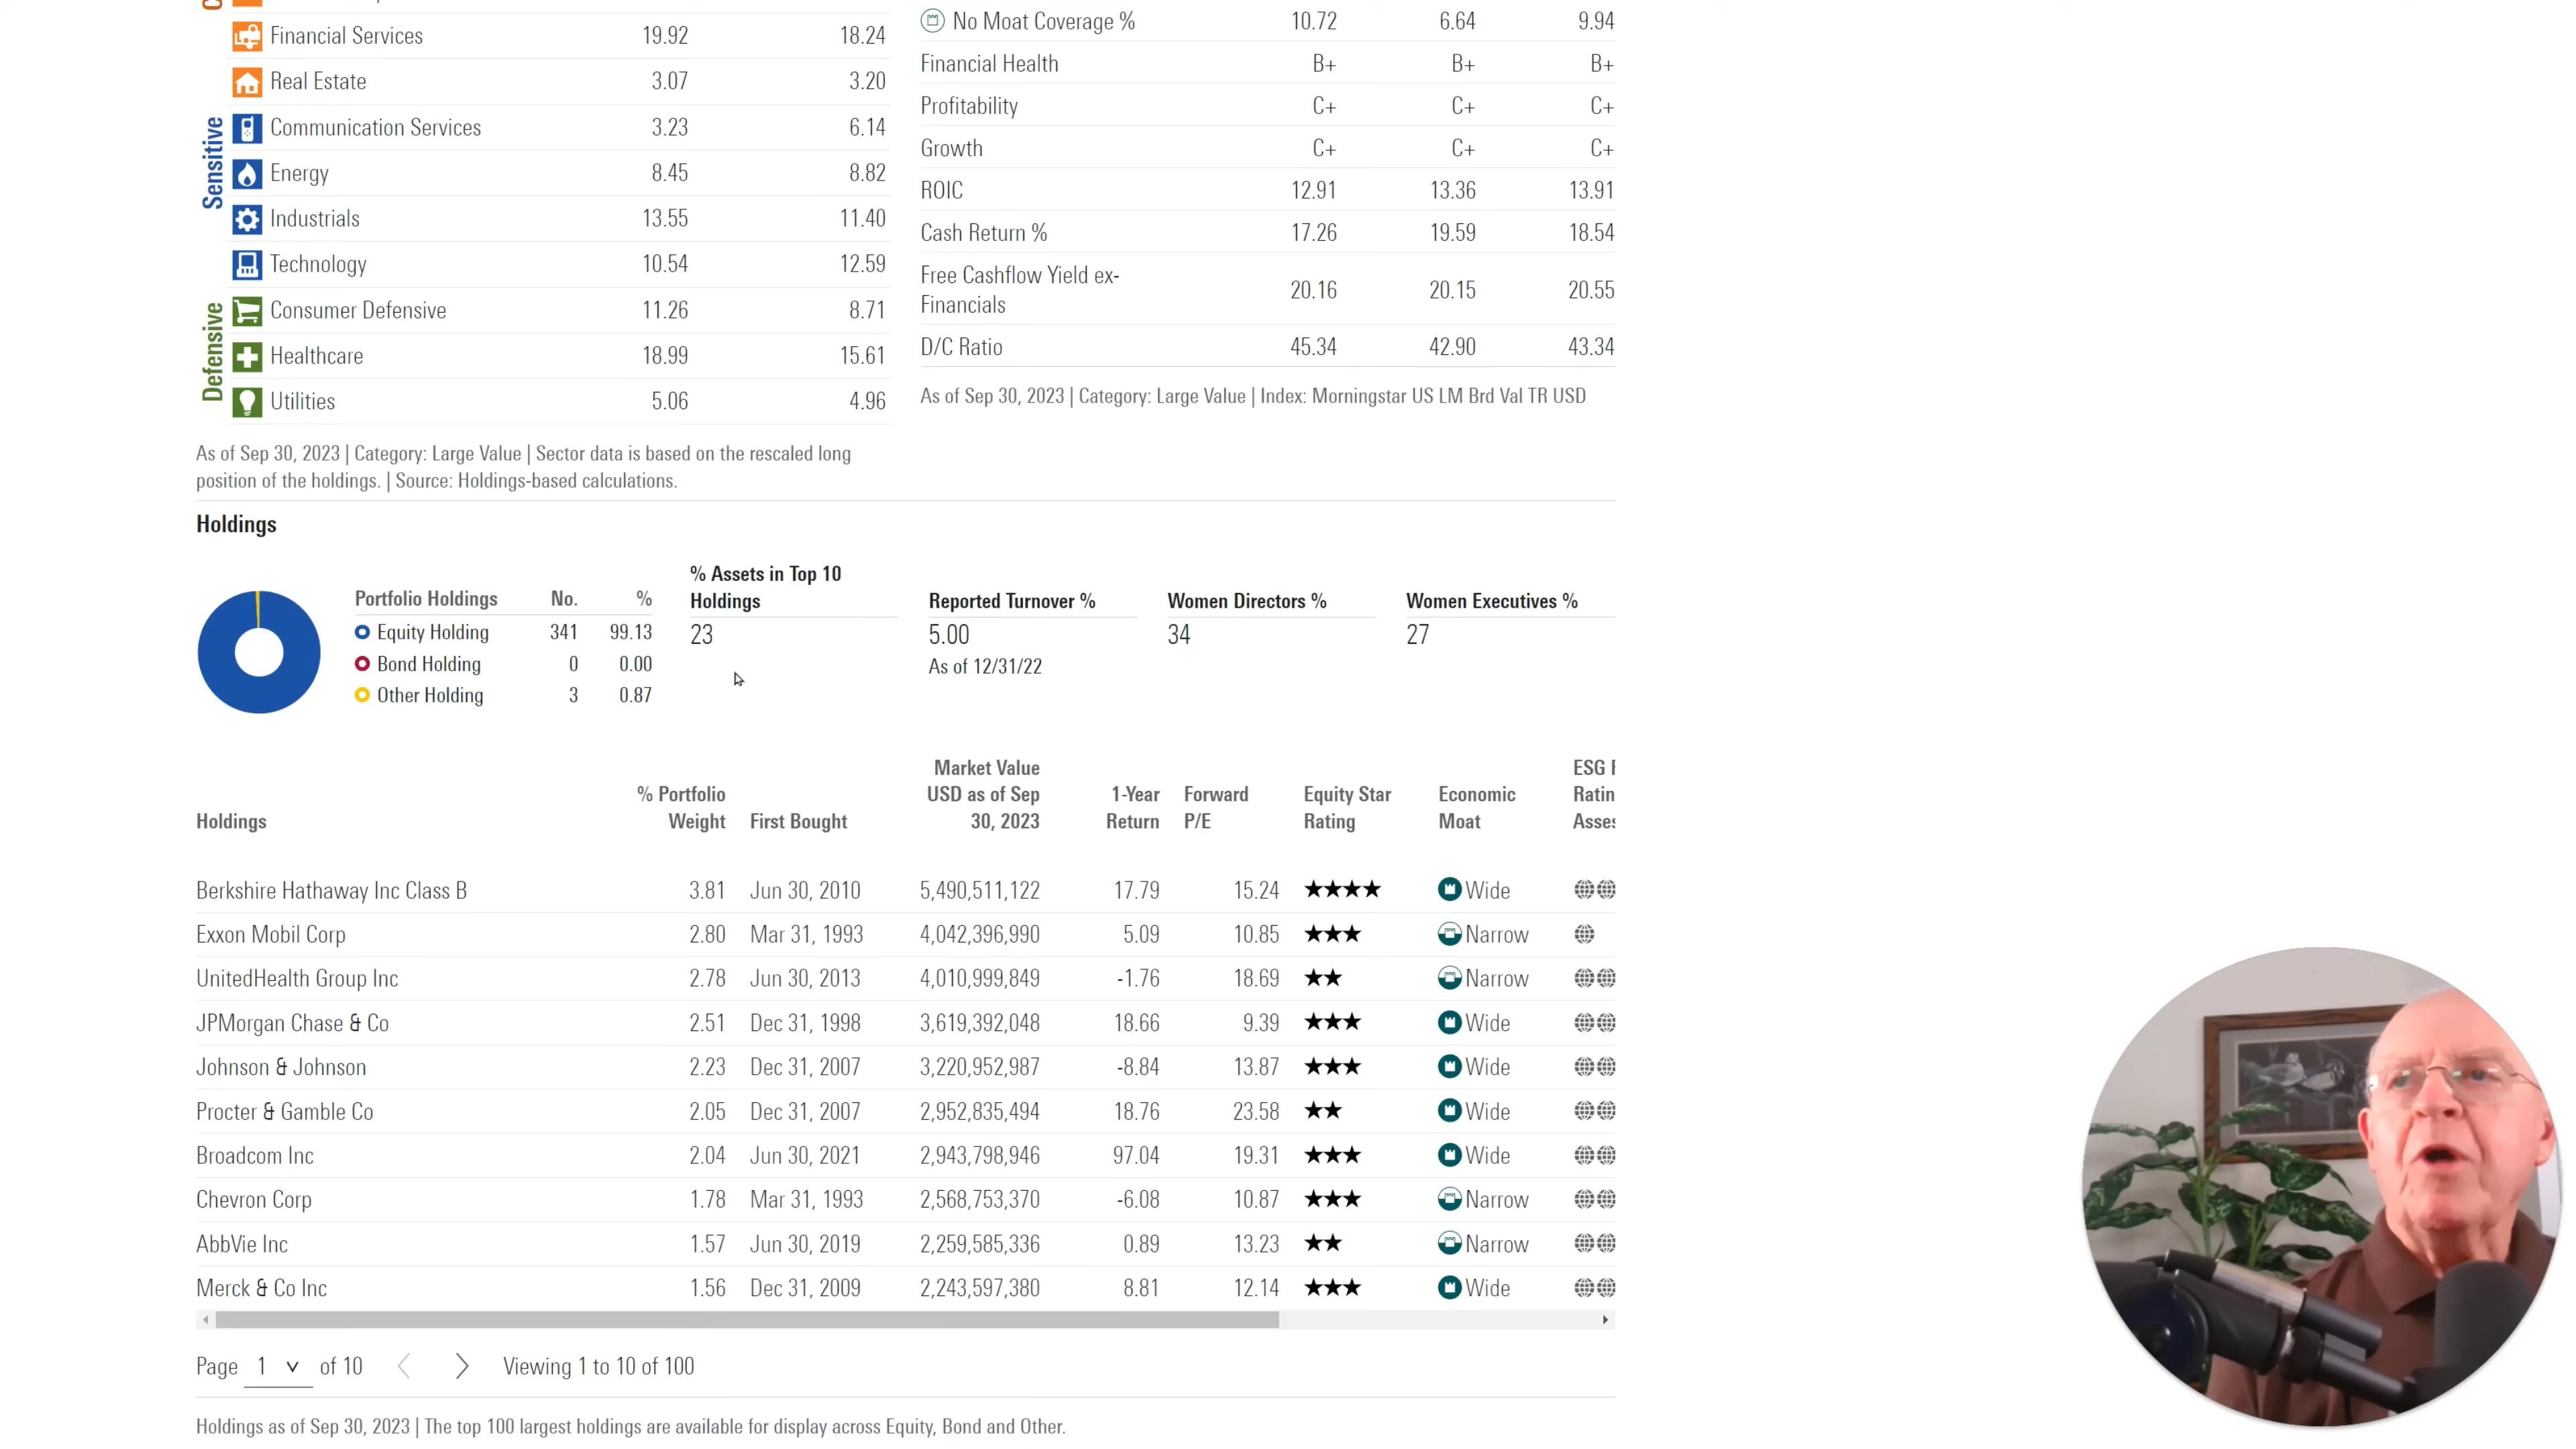 Financial Services 19.92 18.24
Real Estate 3.07 3.20
Sensitive
Communication Services 3.23 6.14
Energy 8.45 8.82
Industrials 13.55 11.40
Technology 10.54 12.59
Defensive
Consumer Defensive 11.26 8.71
Healthcare 18.99 15.61
Utilities 5.06 4.96
As of Sep 30, 2023 | Category: Large Value | Sector data is based on the rescaled long
position of the holdings. | Source: Holdings-based calculations.
No Moat Coverage % 10.72 6.64 9.94
Financial Health B+ B+ B+
Profitability C+ C+ C+
Growth C+ C+ C+
ROIC 12.91 13.36 13.91
Cash Return % 17.26 19.59 18.54
Free Cashflow Yield ex-
Financials 20.16 20.15 20.55
D/C Ratio 45.34 42.90 43.34
As of Sep 30, 2023 | Category: Large Value | Index: Morningstar US LM Brd Val TR USD
Holdings
Portfolio Holdings No. %
Equity Holding 341 99.13
Bond Holding 0 0.00
Other Holding 3 0.87
% Assets in Top 10
Holdings
23
Reported Turnover %
5.00
As of 12/31/22
Women Directors %
34
Women Executives %
27
Holdings
% Portfolio
Weight
First Bought
Market Value
USD as of Sep
30, 2023
1-Year
Return
Forward
P/E
Equity Star
Rating
Economic
Moat
ESG
Berkshire Hathaway Inc Class B 3.81 Jun 30, 2010 5,490,511,122 17.79 15.24 ★★★★ Wide
Exxon Mobil Corp 2.80 Mar 31, 1993 4,042,396,990 5.09 10.85 ★★★ Narrow
UnitedHealth Group Inc 2.78 Jun 30, 2013 4,010,999,849 -1.76 18.69 ★★ Narrow
JPMorgan Chase & Co 2.51 Dec 31, 1998 3,619,392,048 18.66 9.39 ★★★ Wide
Johnson & Johnson 2.23 Dec 31, 2007 3,220,952,987 -8.84 13.87 ★★★ Wide
Procter & Gamble Co 2.05 Dec 31, 2007 2,952,835,494 18.76 23.58 ★★ Wide
Broadcom Inc 2.04 Jun 30, 2021 2,943,798,946 97.04 19.31 ★★★ Wide
Chevron Corp 1.78 Mar 31, 1993 2,568,753,370 -6.08 10.87 ★★★ Narrow
AbbVie Inc 1.57 Jun 30, 2019 2,259,585,336 0.89 13.23 ★★ Narrow
Merck & Co Inc 1.56 Dec 31, 2009 2,243,597,380 8.81 12.14 ★★★ Wide
Page 1 of 10 Viewing 1 to 10 of 100
Holdings as of Sep 30, 2023 | The top 100 largest holdings are available for display across Equity, Bond and Other.